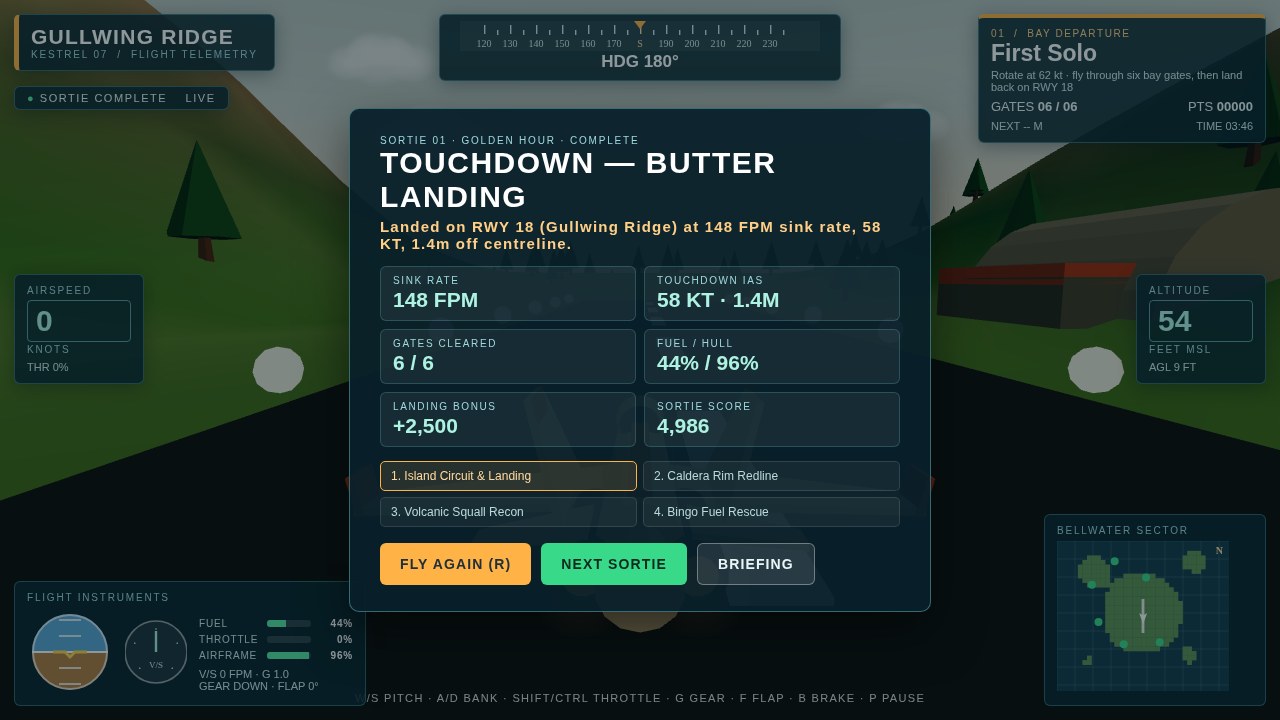 GULLWING RIDGE
KESTREL 07 / FLIGHT TELEMETRY
● SORTIE COMPLETE LIVE
120 130 140 150 160 170 S 190 200 210 220 230
HDG 180°
01 / BAY DEPARTURE
First Solo
Rotate at 62 kt · fly through six bay gates, then land
back on RWY 18
GATES 06 / 06 PTS 00000
NEXT -- M TIME 03:46
SORTIE 01 · GOLDEN HOUR · COMPLETE
TOUCHDOWN — BUTTER
LANDING
Landed on RWY 18 (Gullwing Ridge) at 148 FPM sink rate, 58
KT, 1.4m off centreline.
SINK RATE
148 FPM
TOUCHDOWN IAS
58 KT · 1.4M
GATES CLEARED
6 / 6
FUEL / HULL
44% / 96%
LANDING BONUS
+2,500
SORTIE SCORE
4,986
1. Island Circuit & Landing
2. Caldera Rim Redline
3. Volcanic Squall Recon
4. Bingo Fuel Rescue
FLY AGAIN (R)
NEXT SORTIE
BRIEFING
AIRSPEED
0
KNOTS
THR 0%
ALTITUDE
54
FEET MSL
AGL 9 FT
FLIGHT INSTRUMENTS
V/S
FUEL 44%
THROTTLE 0%
AIRFRAME 96%
V/S 0 FPM · G 1.0
GEAR DOWN · FLAP 0°
W/S PITCH · A/D BANK · SHIFT/CTRL THROTTLE · G GEAR · F FLAP · B BRAKE · P PAUSE
BELLWATER SECTOR
N